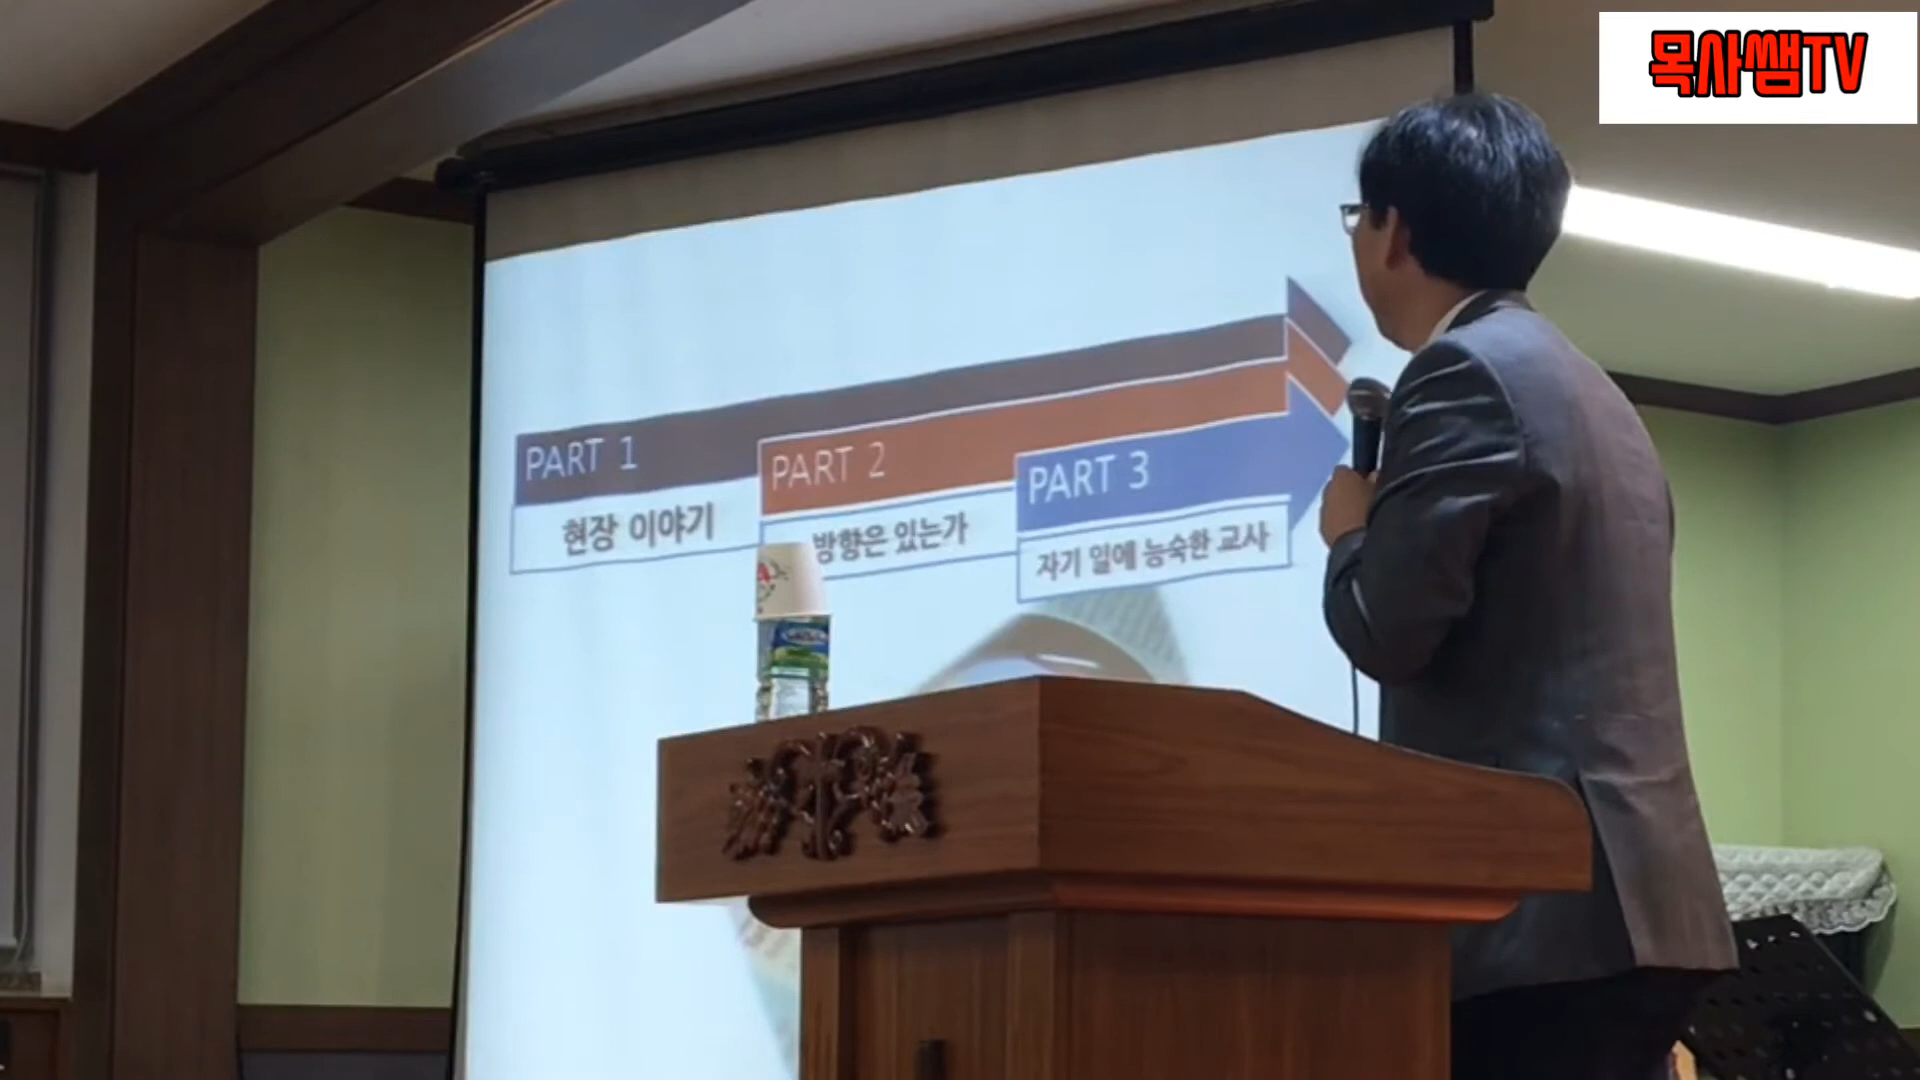 목사쌤TV
PART 1
현장 이야기
PART 2
방향은 있는가
PART 3
자기 일에 능숙한 교사